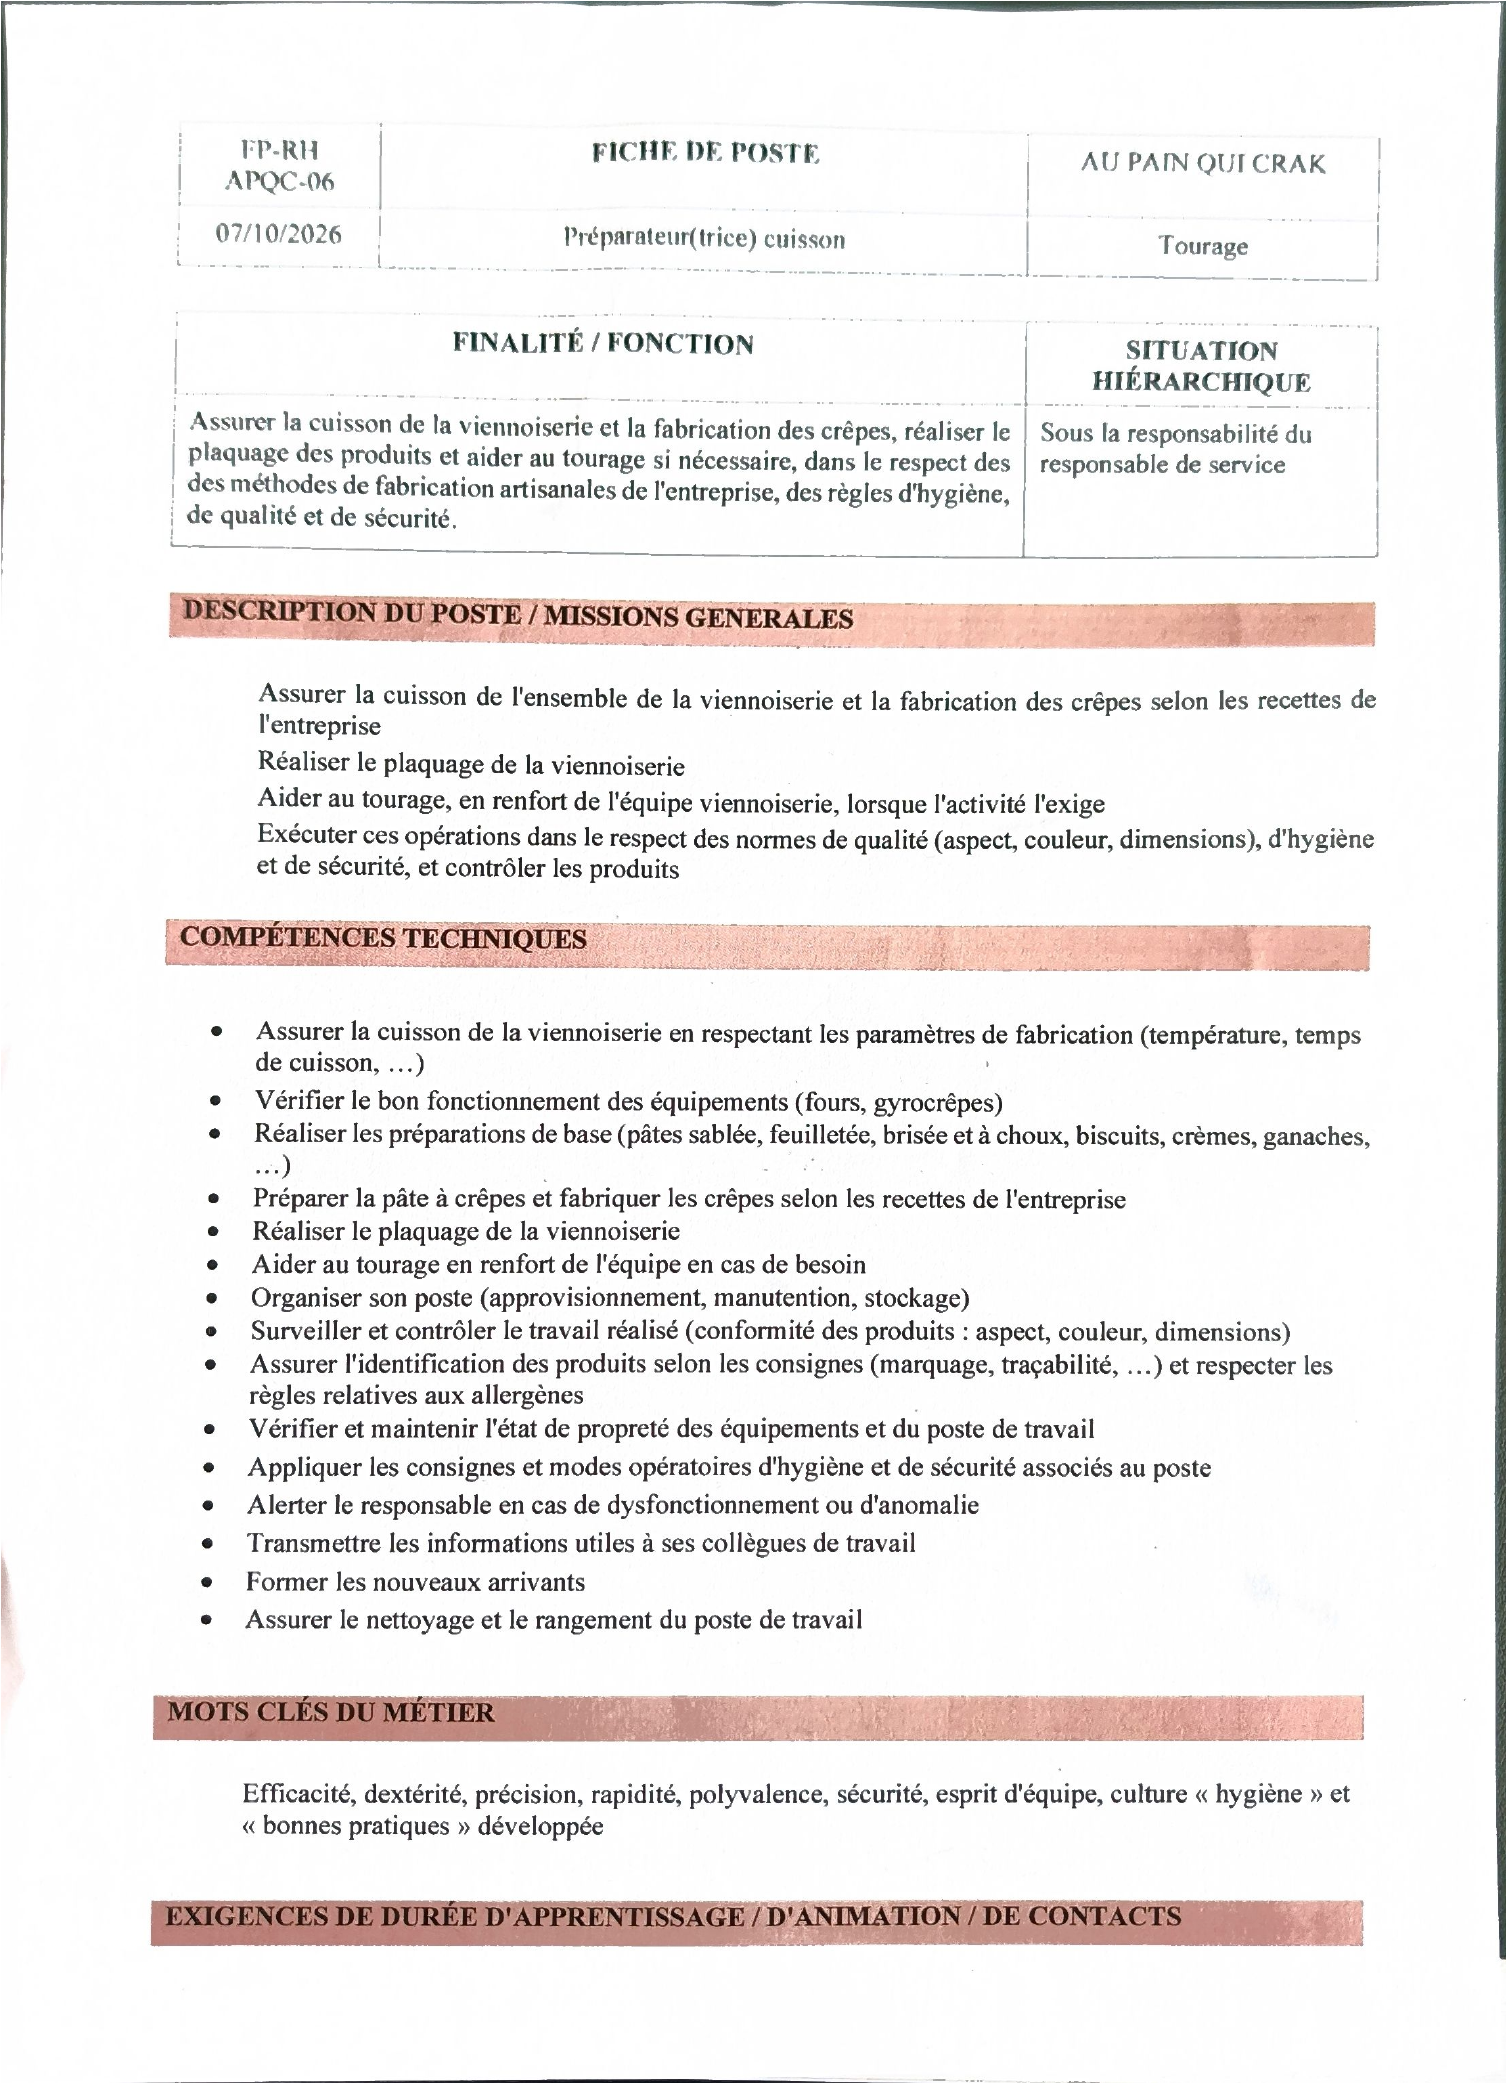 FP-RH
APQC-06
FICHE DE POSTE
AU PAIN QUI CRAK
07/10/2026
Préparateur(trice) cuisson
Tourage
FINALITÉ / FONCTION
SITUATION
HIÉRARCHIQUE
Assurer la cuisson de la viennoiserie et la fabrication des crêpes, réaliser le
plaquage des produits et aider au tourage si nécessaire, dans le respect des
des méthodes de fabrication artisanales de l'entreprise, des règles d'hygiène,
de qualité et de sécurité.
Sous la responsabilité du
responsable de service
DESCRIPTION DU POSTE / MISSIONS GENERALES
Assurer la cuisson de l'ensemble de la viennoiserie et la fabrication des crêpes selon les recettes de
l'entreprise
Réaliser le plaquage de la viennoiserie
Aider au tourage, en renfort de l'équipe viennoiserie, lorsque l'activité l'exige
Exécuter ces opérations dans le respect des normes de qualité (aspect, couleur, dimensions), d'hygiène
et de sécurité, et contrôler les produits
COMPÉTENCES TECHNIQUES
• Assurer la cuisson de la viennoiserie en respectant les paramètres de fabrication (température, temps
de cuisson, …)
• Vérifier le bon fonctionnement des équipements (fours, gyrocrêpes)
• Réaliser les préparations de base (pâtes sablée, feuilletée, brisée et à choux, biscuits, crèmes, ganaches,
…)
• Préparer la pâte à crêpes et fabriquer les crêpes selon les recettes de l'entreprise
• Réaliser le plaquage de la viennoiserie
• Aider au tourage en renfort de l'équipe en cas de besoin
• Organiser son poste (approvisionnement, manutention, stockage)
• Surveiller et contrôler le travail réalisé (conformité des produits : aspect, couleur, dimensions)
• Assurer l'identification des produits selon les consignes (marquage, traçabilité, …) et respecter les
règles relatives aux allergènes
• Vérifier et maintenir l'état de propreté des équipements et du poste de travail
• Appliquer les consignes et modes opératoires d'hygiène et de sécurité associés au poste
• Alerter le responsable en cas de dysfonctionnement ou d'anomalie
• Transmettre les informations utiles à ses collègues de travail
• Former les nouveaux arrivants
• Assurer le nettoyage et le rangement du poste de travail
MOTS CLÉS DU MÉTIER
Efficacité, dextérité, précision, rapidité, polyvalence, sécurité, esprit d'équipe, culture « hygiène » et
« bonnes pratiques » développée
EXIGENCES DE DURÉE D'APPRENTISSAGE / D'ANIMATION / DE CONTACTS